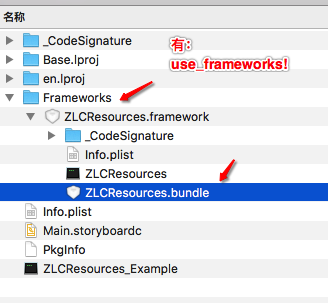 名称
_CodeSignature
有:
use_frameworks!
Base.lproj
en.lproj
Frameworks
ZLCResources.framework
_CodeSignature
Info.plist
ZLCResources
ZLCResources.bundle
Info.plist
Main.storyboardc
PkgInfo
ZLCResources_Example